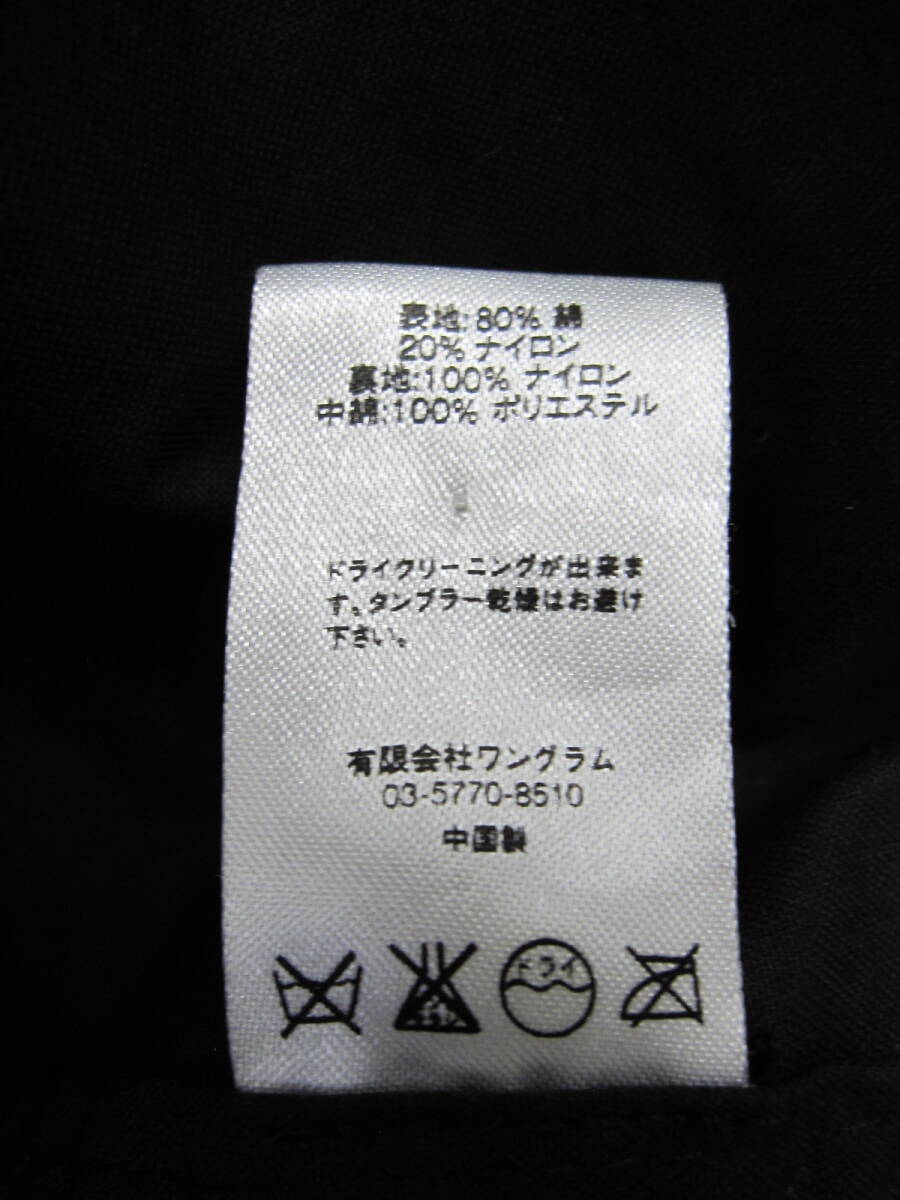 表地: 80% 綿
20% ナイロン
裏地:100% ナイロン
中綿:100% ポリエステル
ドライクリーニングが出来ま
す。タンブラー乾燥はお避け
下さい。
有限会社ワングラム
03-5770-8510
中国製
ドライ